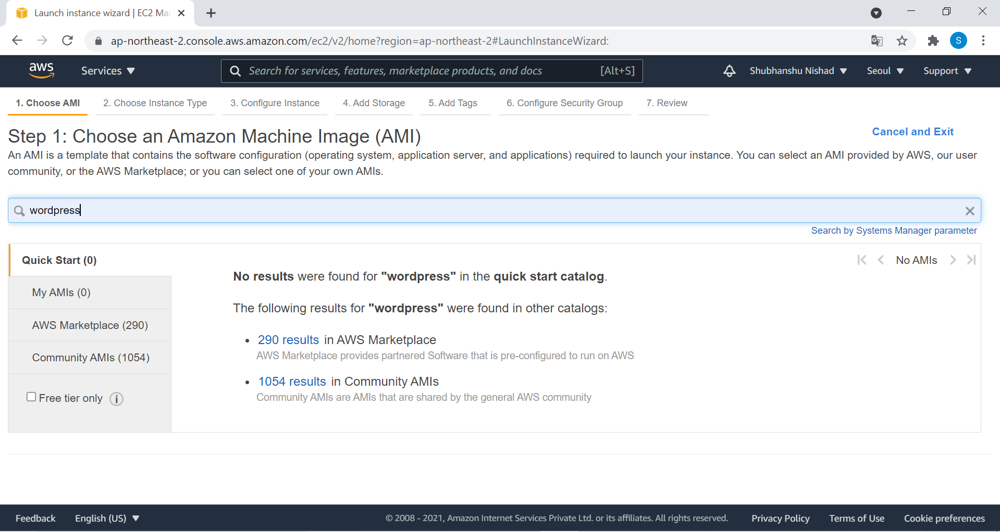 Launch instance wizard | EC2 Ma
ap-northeast-2.console.aws.amazon.com/ec2/v2/home?region=ap-northeast-2#LaunchInstanceWizard:
S
aws
Services
Search for services, features, marketplace products, and docs
[Alt+S]
Shubhanshu Nishad
Seoul
Support
1. Choose AMI
2. Choose Instance Type
3. Configure Instance
4. Add Storage
5. Add Tags
6. Configure Security Group
7. Review
Step 1: Choose an Amazon Machine Image (AMI)
Cancel and Exit
An AMI is a template that contains the software configuration (operating system, application server, and applications) required to launch your instance. You can select an AMI provided by AWS, our user
community, or the AWS Marketplace; or you can select one of your own AMIs.
wordpress
Search by Systems Manager parameter
Quick Start (0)
My AMIs (0)
AWS Marketplace (290)
Community AMIs (1054)
Free tier only
i
No AMIs
No results were found for "wordpress" in the quick start catalog.
The following results for "wordpress" were found in other catalogs:
• 290 results in AWS Marketplace
AWS Marketplace provides partnered Software that is pre-configured to run on AWS
• 1054 results in Community AMIs
Community AMIs are AMIs that are shared by the general AWS community
Feedback
English (US)
© 2008 - 2021, Amazon Internet Services Private Ltd. or its affiliates. All rights reserved.
Privacy Policy
Terms of Use
Cookie preferences